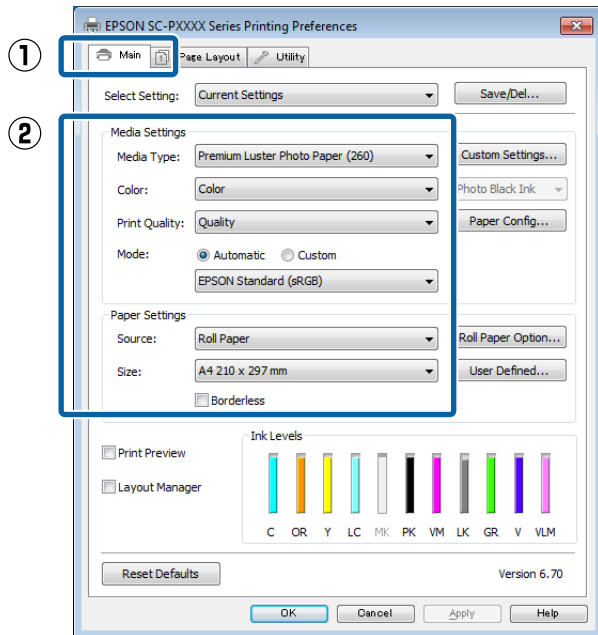 EPSON SC-PXXXX Series Printing Preferences
①
Main Page Layout Utility
Select Setting: Current Settings Save/Del...
②
Media Settings
Media Type: Premium Luster Photo Paper (260) Custom Settings...
Color: Color Photo Black Ink
Print Quality: Quality Paper Config...
Mode: Automatic Custom
EPSON Standard (sRGB)
Paper Settings
Source: Roll Paper Roll Paper Option...
Size: A4 210 x 297 mm User Defined...
Borderless
Ink Levels
Print Preview
Layout Manager
C OR Y LC MK PK VM LK GR V VLM
Reset Defaults Version 6.70
OK Cancel Apply Help